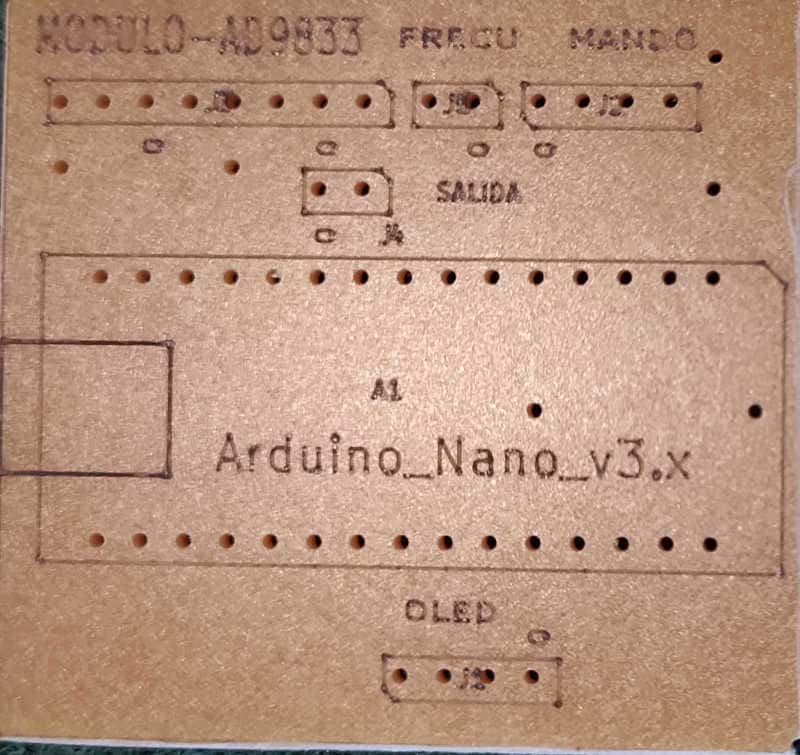 MODULO-AD9833 FRECU MANDO
SALIDA
J4
A1
Arduino_Nano_v3.x
OLED